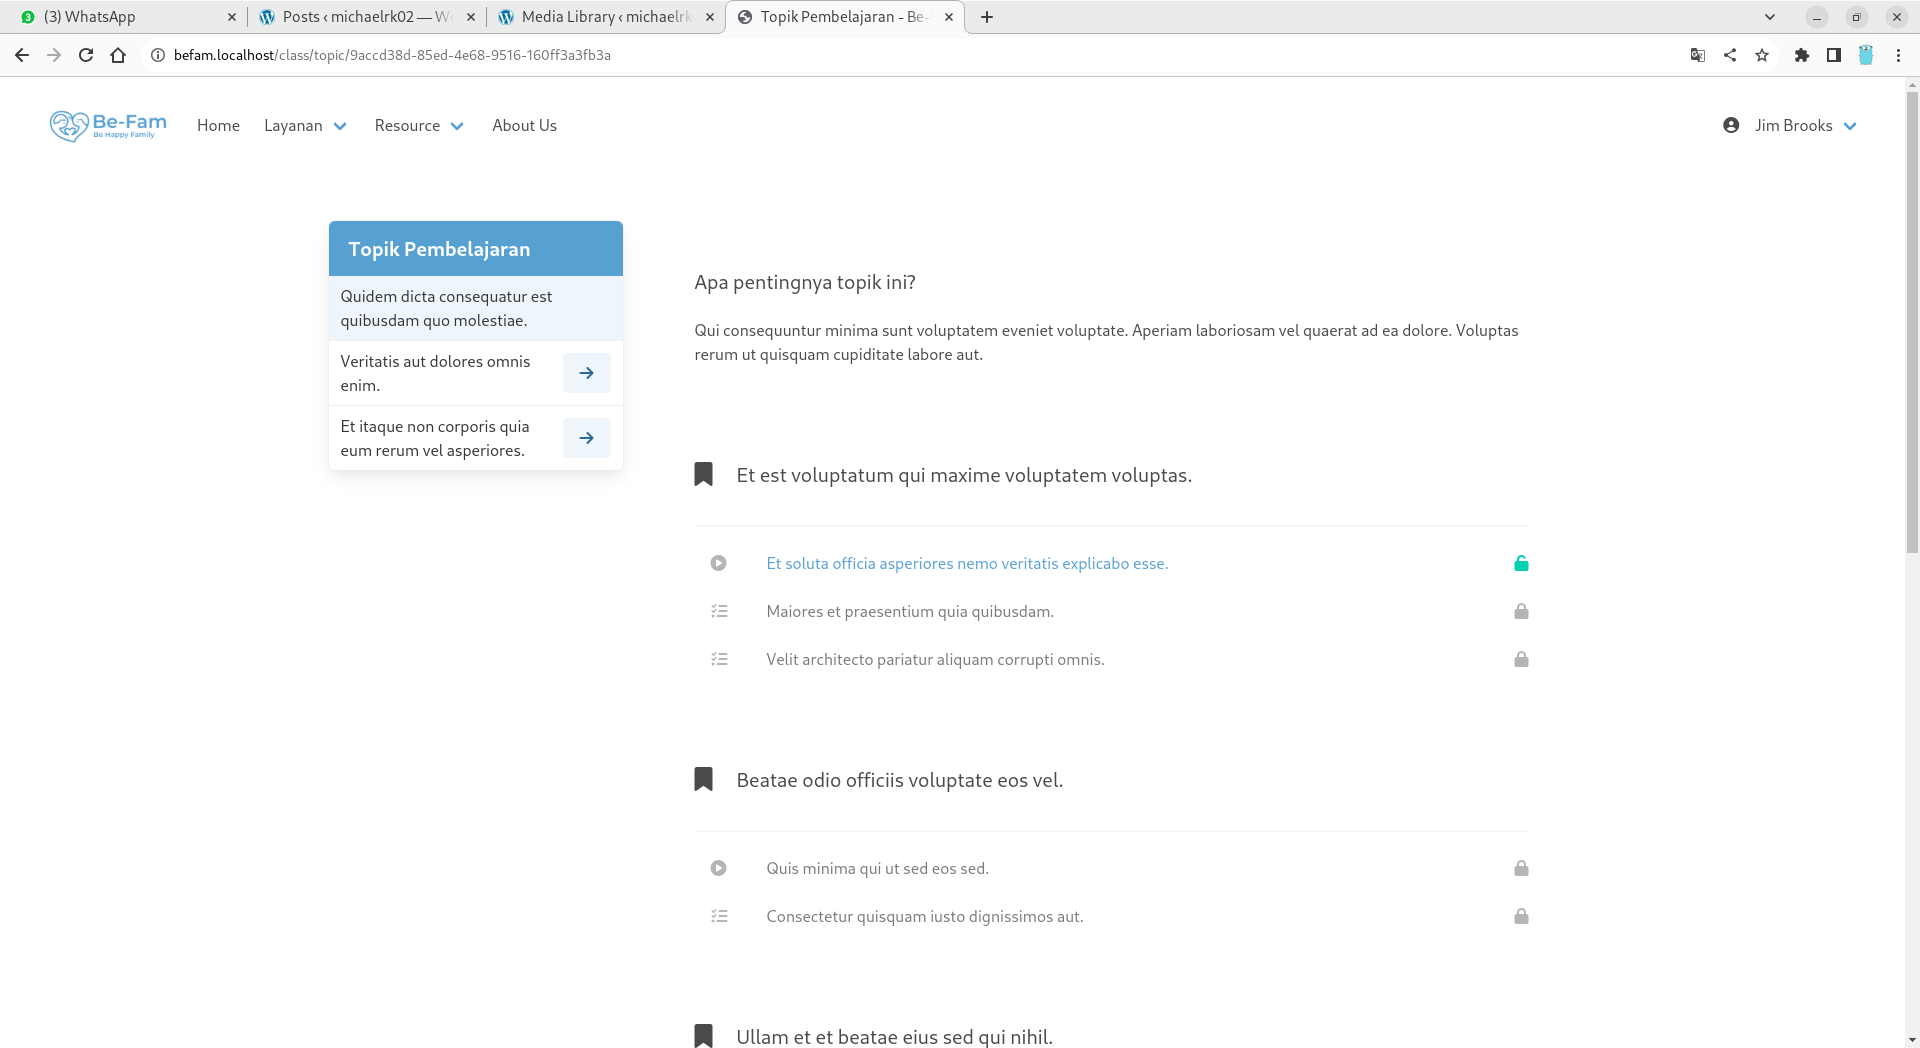 (3) WhatsApp
Posts ‹ michaelrk02 — W
Media Library ‹ michaelrk
Topik Pembelajaran - Be-
befam.localhost/class/topic/9accd38d-85ed-4e68-9516-160ff3a3fb3a
Be-Fam
Be Happy Family
Home
Layanan
Resource
About Us
Jim Brooks
Topik Pembelajaran
Quidem dicta consequatur est
quibusdam quo molestiae.
Veritatis aut dolores omnis
enim.
Et itaque non corporis quia
eum rerum vel asperiores.
Apa pentingnya topik ini?
Qui consequuntur minima sunt voluptatem eveniet voluptate. Aperiam laboriosam vel quaerat ad ea dolore. Voluptas
rerum ut quisquam cupiditate labore aut.
Et est voluptatum qui maxime voluptatem voluptas.
Et soluta officia asperiores nemo veritatis explicabo esse.
Maiores et praesentium quia quibusdam.
Velit architecto pariatur aliquam corrupti omnis.
Beatae odio officiis voluptate eos vel.
Quis minima qui ut sed eos sed.
Consectetur quisquam iusto dignissimos aut.
Ullam et et beatae eius sed qui nihil.